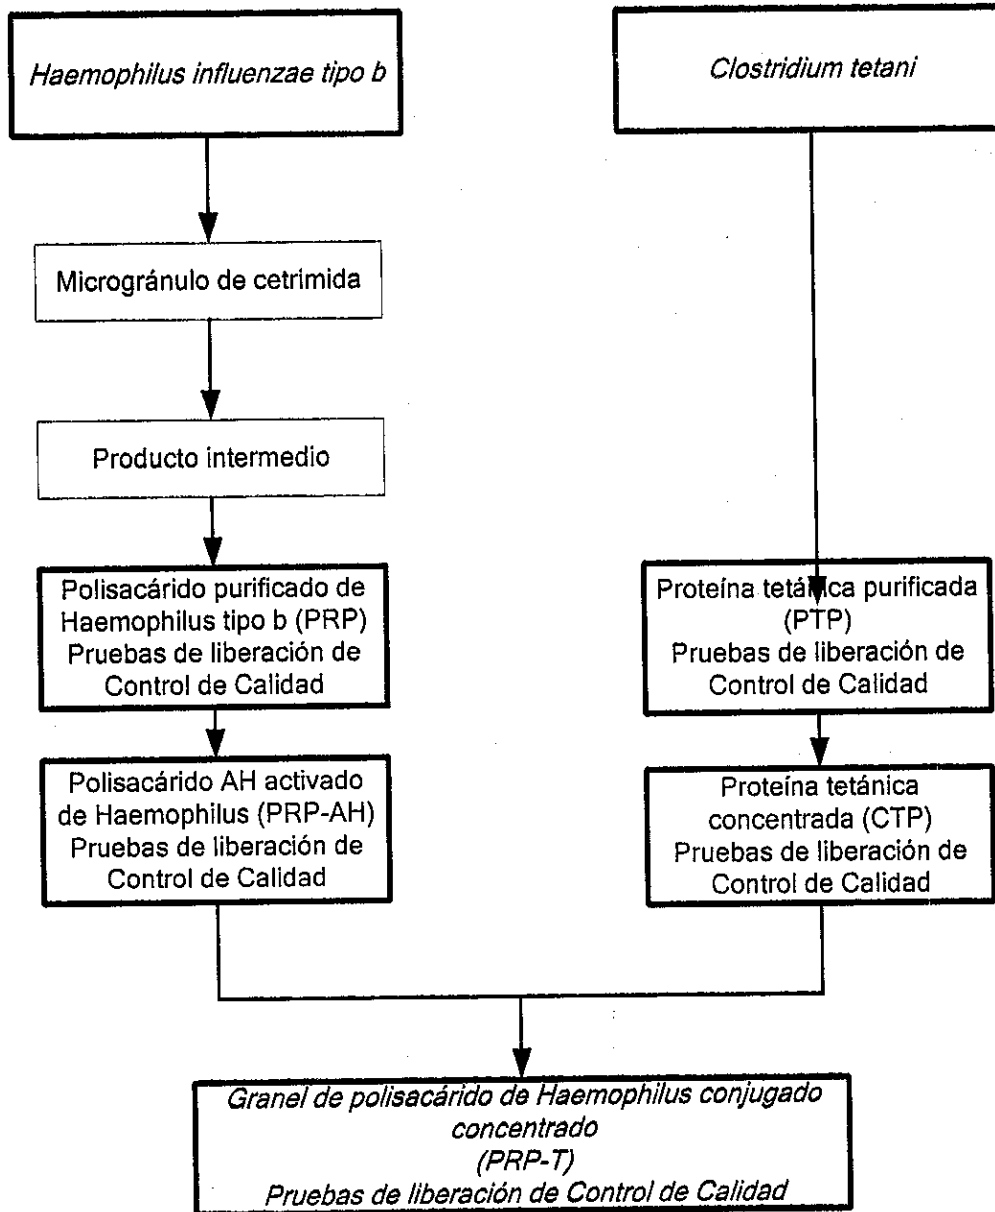 Haemophilus influenzae tipo b
Clostridium tetani
Microgránulo de cetrimida
Producto intermedio
Polisacárido purificado de
Haemophilus tipo b (PRP)
Pruebas de liberación de
Control de Calidad
Proteína tetánica purificada
(PTP)
Pruebas de liberación de
Control de Calidad
Polisacárido AH activado
de Haemophilus (PRP-AH)
Pruebas de liberación de
Control de Calidad
Proteína tetánica
concentrada (CTP)
Pruebas de liberación de
Control de Calidad
Granel de polisacárido de Haemophilus conjugado
concentrado
(PRP-T)
Pruebas de liberación de Control de Calidad